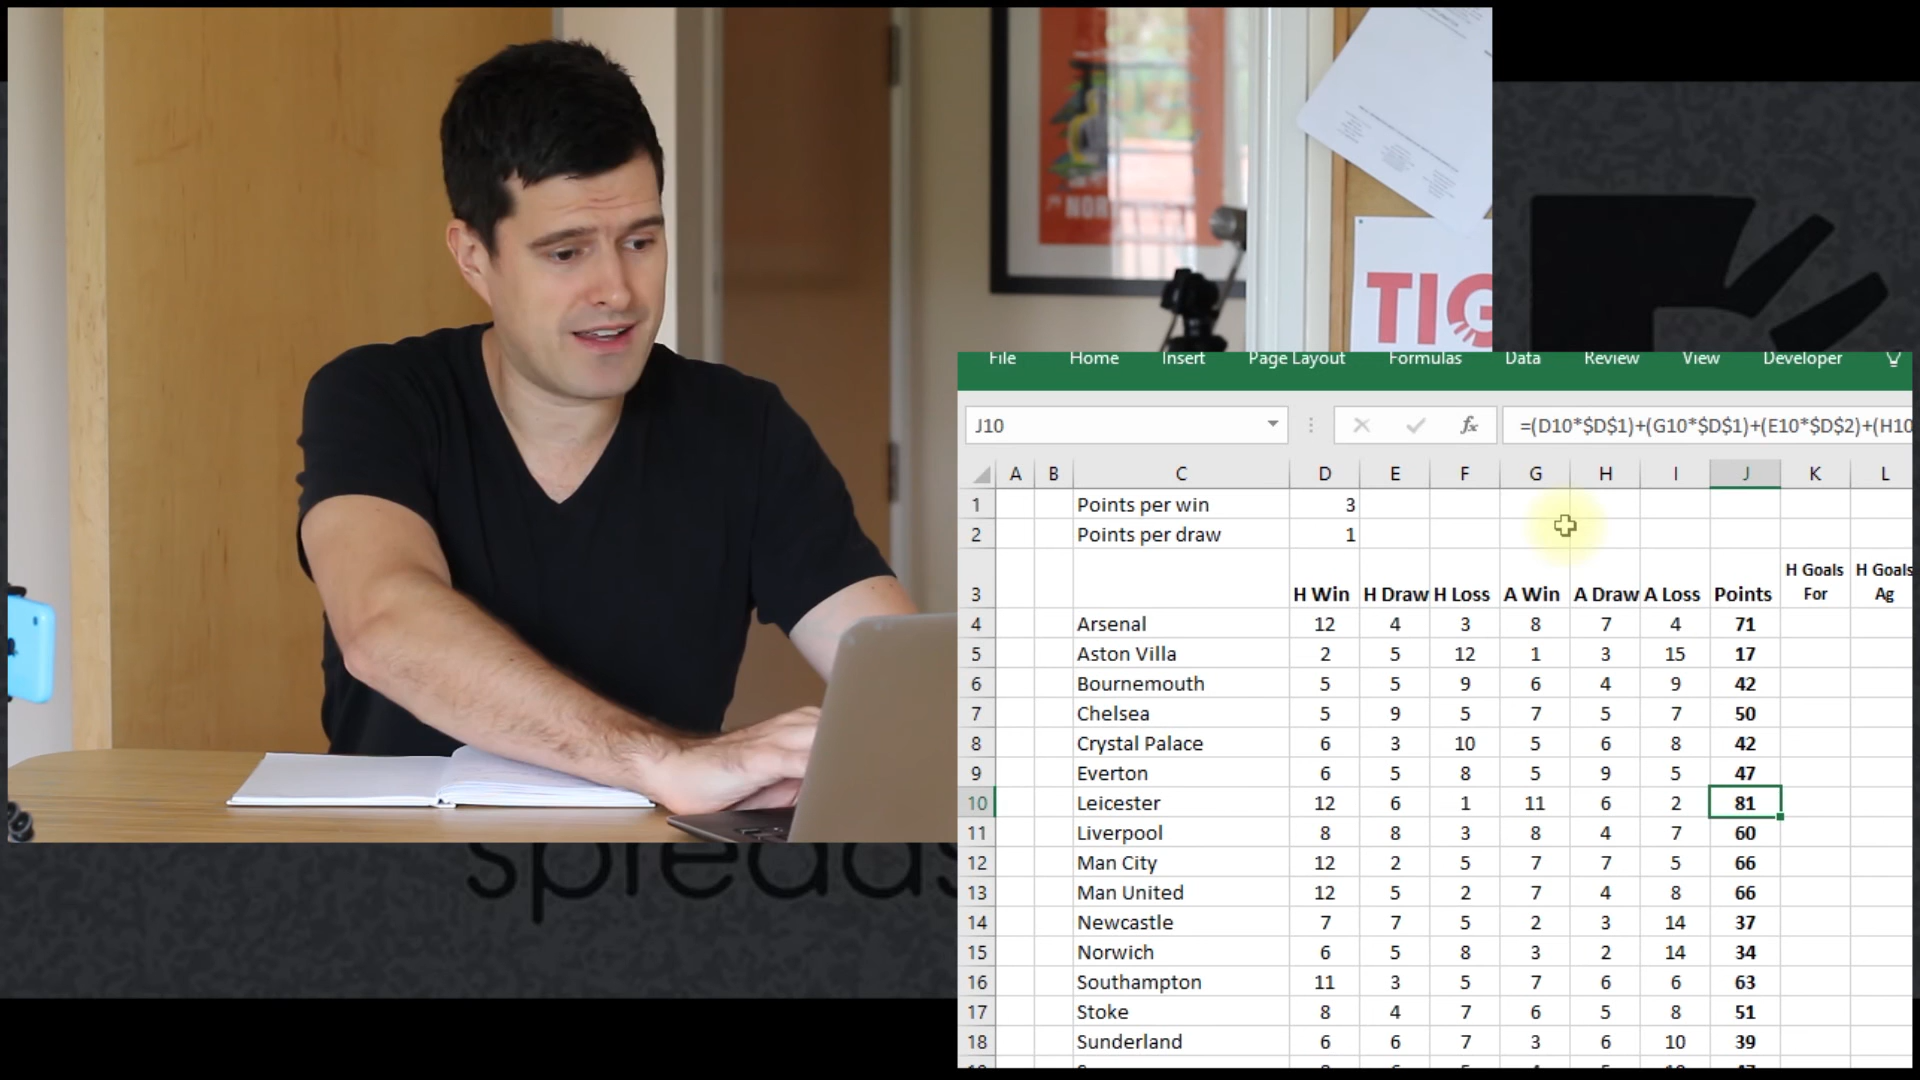 NOR
TIG
File Home Insert Page Layout Formulas Data Review View Developer
J10 fx =(D10*$D$1)+(G10*$D$1)+(E10*$D$2)+(H10
A B C D E F G H I J K L
1 Points per win 3
2 Points per draw 1
3 H Win H Draw H Loss A Win A Draw A Loss Points H Goals For H Goals Ag
4 Arsenal 12 4 3 8 7 4 71
5 Aston Villa 2 5 12 1 3 15 17
6 Bournemouth 5 5 9 6 4 9 42
7 Chelsea 5 9 5 7 5 7 50
8 Crystal Palace 6 3 10 5 6 8 42
9 Everton 6 5 8 5 9 5 47
10 Leicester 12 6 1 11 6 2 81
11 Liverpool 8 8 3 8 4 7 60
12 Man City 12 2 5 7 7 5 66
13 Man United 12 5 2 7 4 8 66
14 Newcastle 7 7 5 2 3 14 37
15 Norwich 6 5 8 3 2 14 34
16 Southampton 11 3 5 7 6 6 63
17 Stoke 8 4 7 6 5 8 51
18 Sunderland 6 6 7 3 6 10 39
spreads